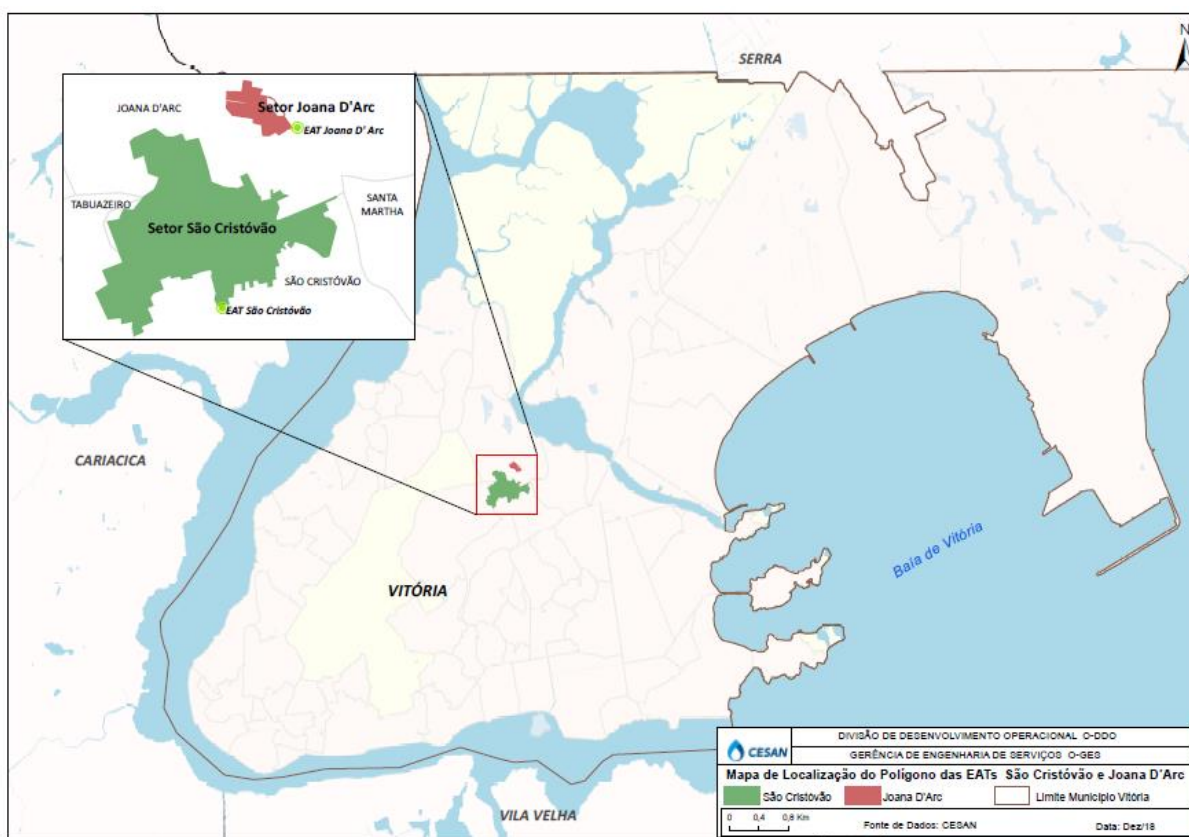 N
SERRA
JOANA D'ARC
Setor Joana D'Arc
EAT Joana D' Arc
TABUAZEIRO
SANTA
MARTHA
Setor São Cristóvão
SÃO CRISTÓVÃO
EAT São Cristóvão
CARIACICA
VITÓRIA
Baía de Vitória
VILA VELHA
CESAN
DIVISÃO DE DESENVOLVIMENTO OPERACIONAL O-DDO
GERÊNCIA DE ENGENHARIA DE SERVIÇOS O-GES
Mapa de Localização do Polígono das EATs São Cristóvão e Joana D'Arc
São Cristóvão Joana D'Arc Limite Município Vitória
0 0,4 0,8 Km
Fonte de Dados: CESAN Data: Dez/18